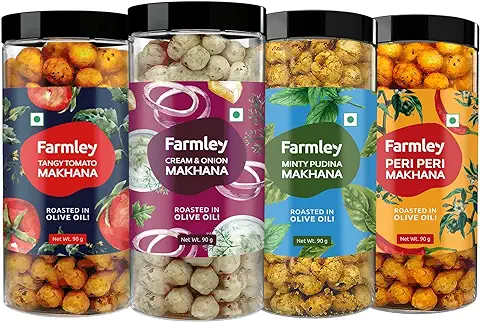 Farmley
TANGY TOMATO
MAKHANA
ROASTED IN
OLIVE OIL!
Net Wt. 90 g
Farmley
CREAM & ONION
MAKHANA
ROASTED IN
OLIVE OIL!
Net Wt. 90 g
Farmley
MINTY PUDINA
MAKHANA
ROASTED IN
OLIVE OIL!
Net Wt. 90 g
Farmley
PERI PERI
MAKHANA
ROASTED IN
OLIVE OIL!
Net Wt. 90 g